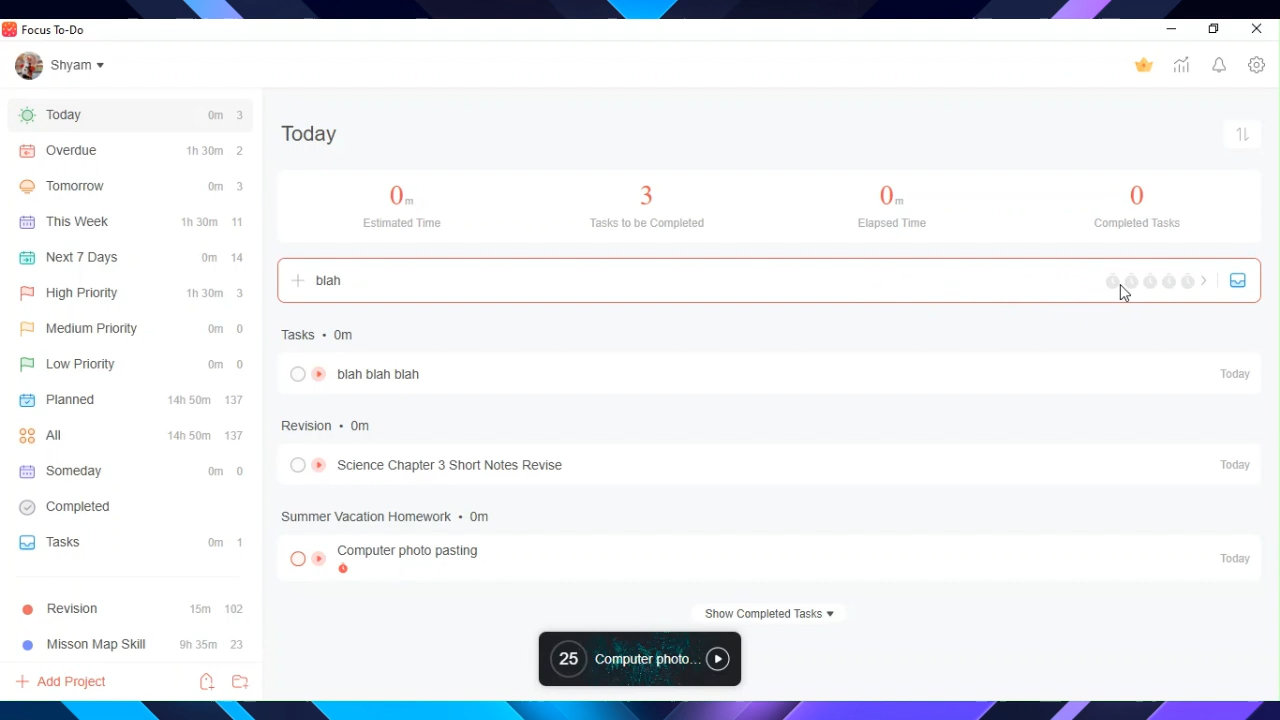 Focus To-Do
Shyam
Today 0m 3
Overdue 1h 30m 2
Tomorrow 0m 3
This Week 1h 30m 11
Next 7 Days 0m 14
High Priority 1h 30m 3
Medium Priority 0m 0
Low Priority 0m 0
Planned 14h 50m 137
All 14h 50m 137
Someday 0m 0
Completed
Tasks 0m 1
Revision 15m 102
Misson Map Skill 9h 35m 23
Add Project
Today
0m 3 0m 0
Estimated Time Tasks to be Completed Elapsed Time Completed Tasks
blah
Tasks • 0m
blah blah blah Today
Revision • 0m
Science Chapter 3 Short Notes Revise Today
Summer Vacation Homework • 0m
Computer photo pasting Today
Show Completed Tasks
25 Computer photo...